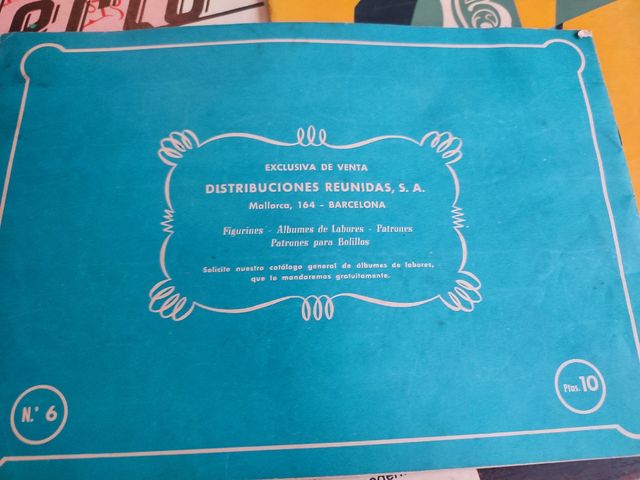 EXCLUSIVA DE VENTA
DISTRIBUCIONES REUNIDAS, S. A.
Mallorca, 164 - BARCELONA
Figurines - Albumes de Labores - Patrones
Patrones para Bolillos
Solicite nuestro catálogo general de álbumes de labores,
que le mandaremos gratuitamente.
N.º 6
Ptas. 10